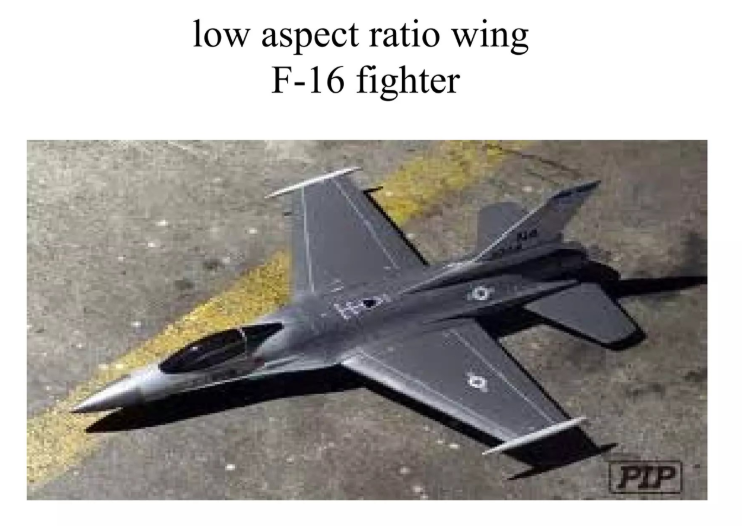 low aspect ratio wing
F-16 fighter
PIP